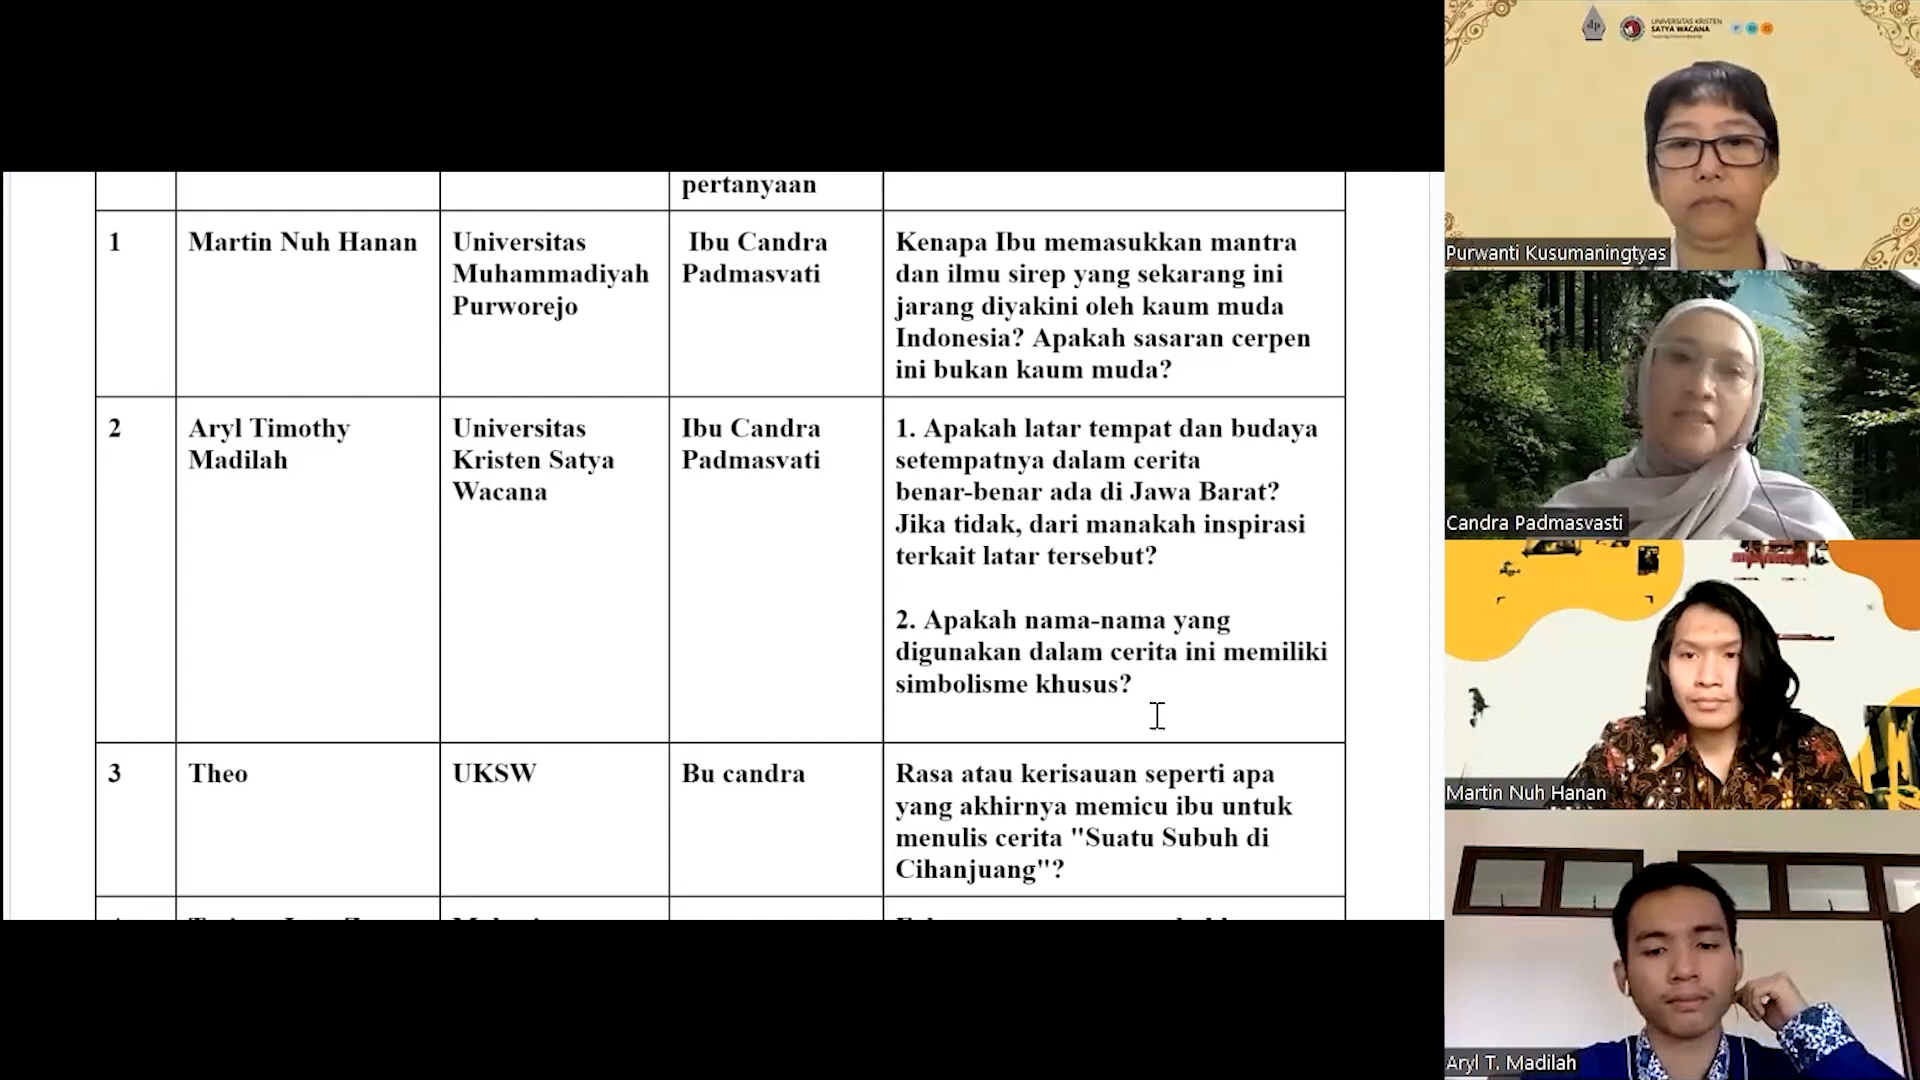 pertanyaan
1
Martin Nuh Hanan
Universitas
Muhammadiyah
Purworejo
Ibu Candra
Padmasvati
Kenapa Ibu memasukkan mantra
dan ilmu sirep yang sekarang ini
jarang diyakini oleh kaum muda
Indonesia? Apakah sasaran cerpen
ini bukan kaum muda?
2
Aryl Timothy
Madilah
Universitas
Kristen Satya
Wacana
Ibu Candra
Padmasvati
1. Apakah latar tempat dan budaya
setempatnya dalam cerita
benar-benar ada di Jawa Barat?
Jika tidak, dari manakah inspirasi
terkait latar tersebut?
2. Apakah nama-nama yang
digunakan dalam cerita ini memiliki
simbolisme khusus?
3
Theo
UKSW
Bu candra
Rasa atau kerisauan seperti apa
yang akhirnya memicu ibu untuk
menulis cerita "Suatu Subuh di
Cihanjuang"?
UNIVERSITAS KRISTEN
SATYA WACANA
Purwanti Kusumaningtyas
Candra Padmasvasti
Martin Nuh Hanan
Aryl T. Madilah